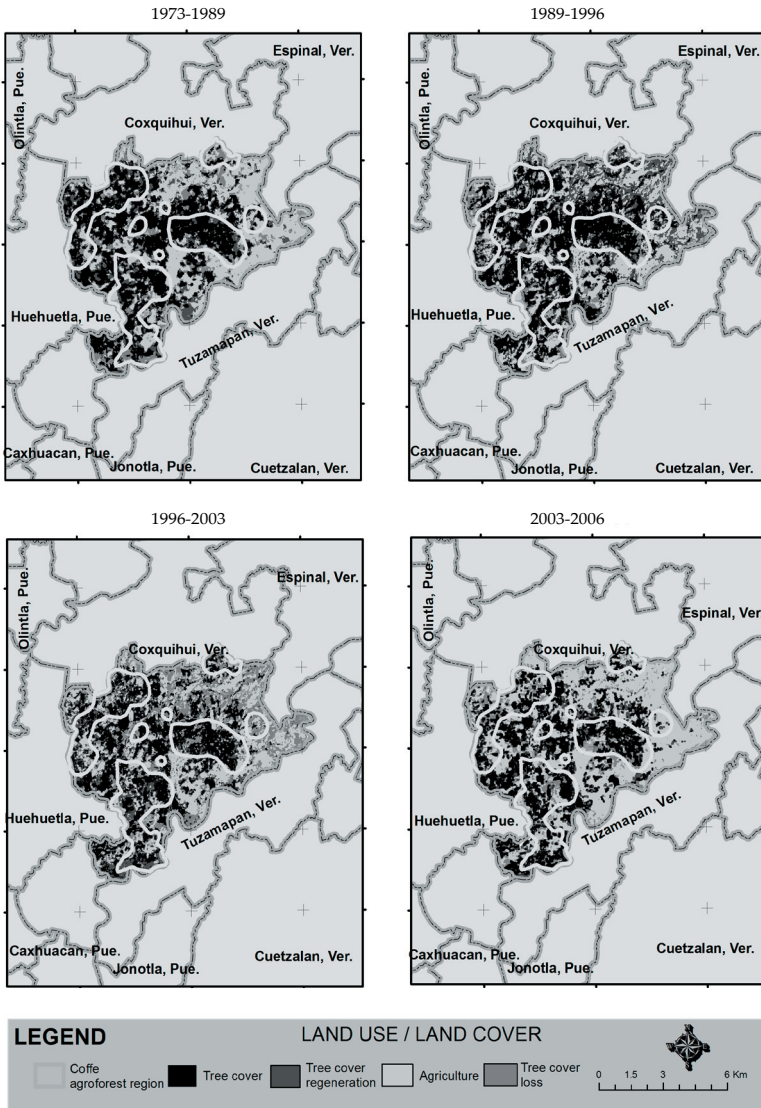 1973-1989
Espinal, Ver.
Olintla, Pue.
Coxquihui, Ver.
Huehuetla, Pue.
Tuzamapan, Ver.
Caxhuacan, Pue.
Jonotla, Pue.
Cuetzalan, Ver.
1989-1996
Espinal, Ver.
Olintla, Pue.
Coxquihui, Ver.
Huehuetla, Pue.
Tuzamapan, Ver.
Caxhuacan, Pue.
Jonotla, Pue.
Cuetzalan, Ver.
1996-2003
Espinal, Ver.
Olintla, Pue.
Coxquihui, Ver.
Huehuetla, Pue.
Tuzamapan, Ver.
Caxhuacan, Pue.
Jonotla, Pue.
Cuetzalan, Ver.
2003-2006
Olintla, Pue.
Espinal, Ver
Coxquihui, Ver.
Huehuetla, Pue.
Tuzamapan, Ver.
Caxhuacan, Pue.
Jonotla, Pue.
Cuetzalan, Ver.
LEGEND
LAND USE / LAND COVER
Coffe
agroforest region
Tree cover
Tree cover
regeneration
Agriculture
Tree cover
loss
0 1.5 3 6 Km